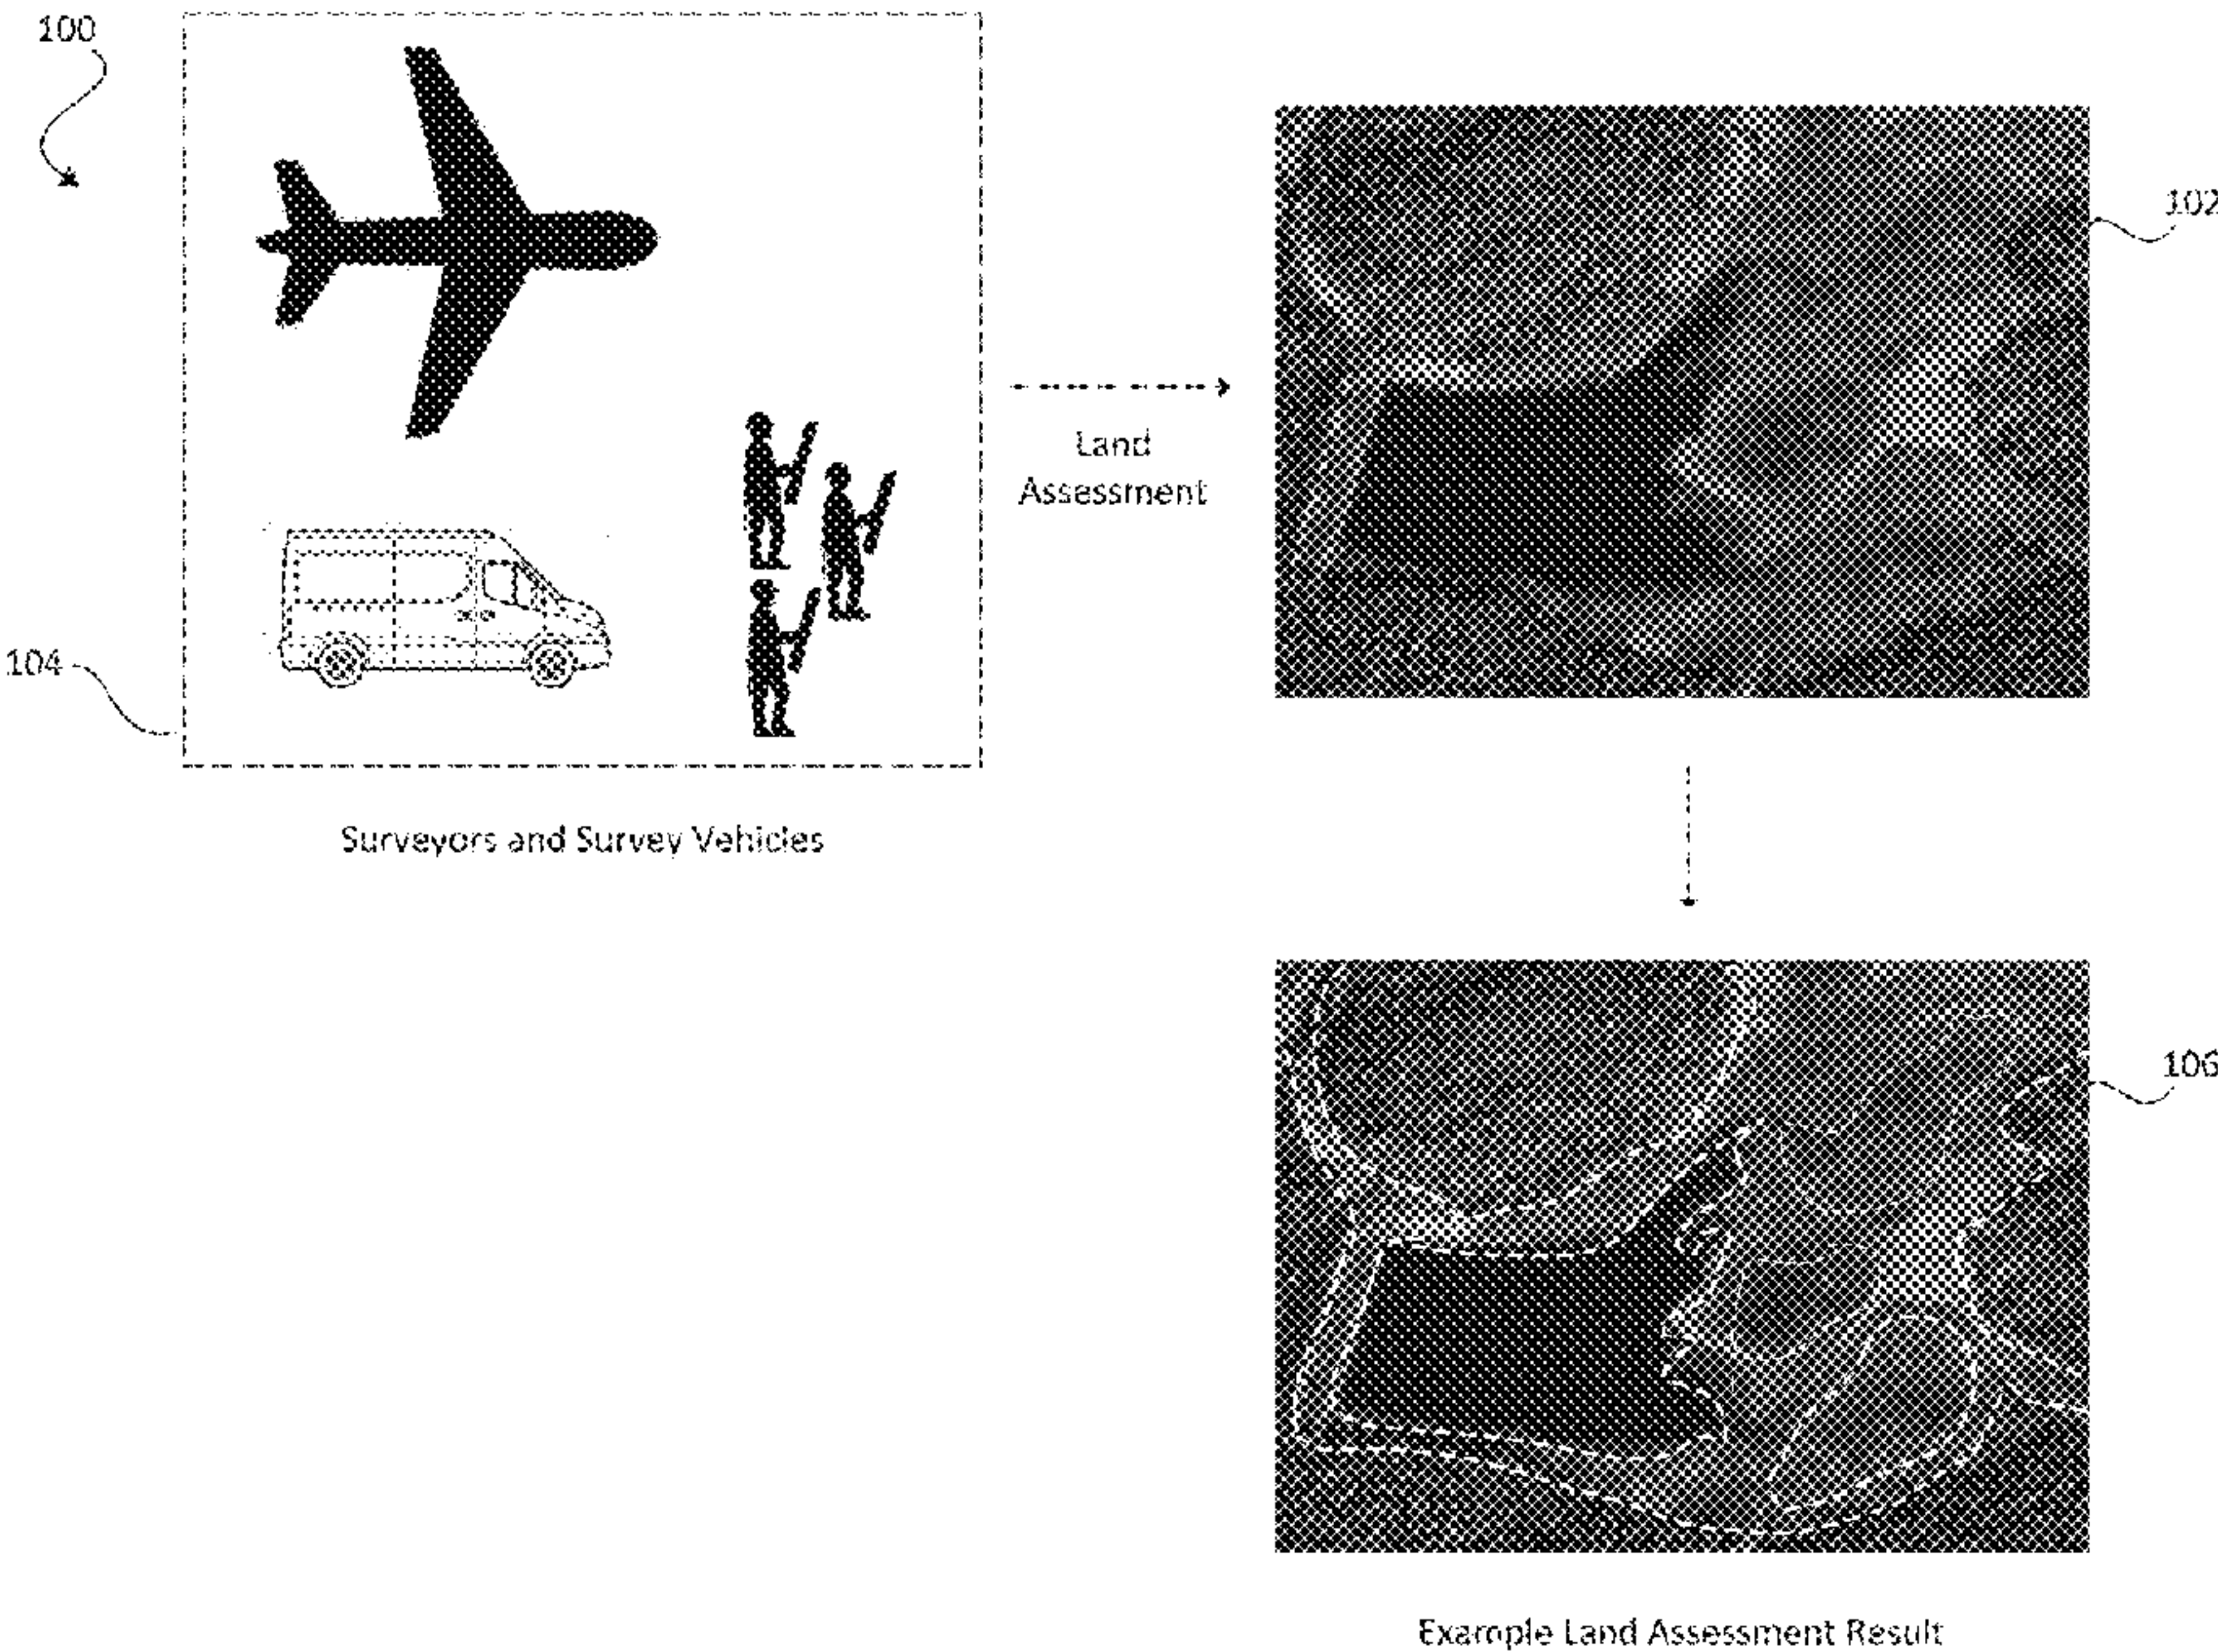 100
102
Land
Assessment
104
Surveyors and Survey Vehicles
106
Example Land Assessment Result